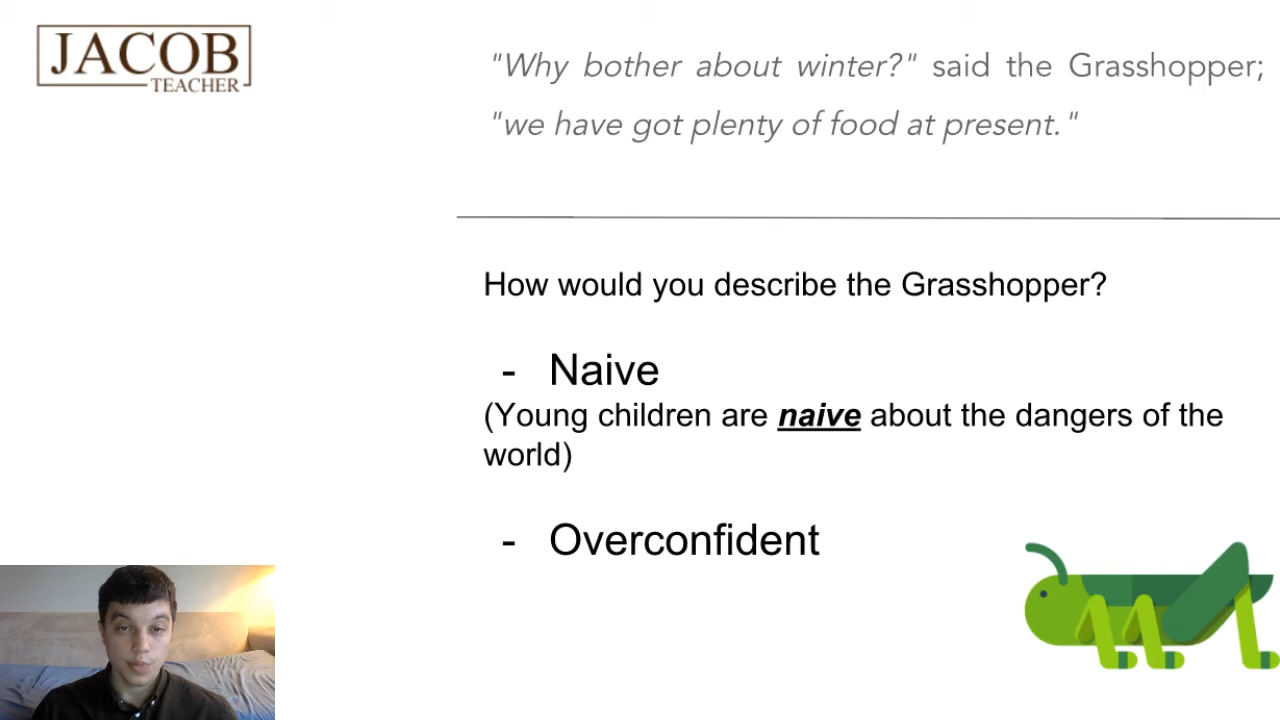 JACOB
TEACHER
"Why bother about winter?" said the Grasshopper;
"we have got plenty of food at present."
How would you describe the Grasshopper?
- Naive
(Young children are naive about the dangers of the
world)
- Overconfident